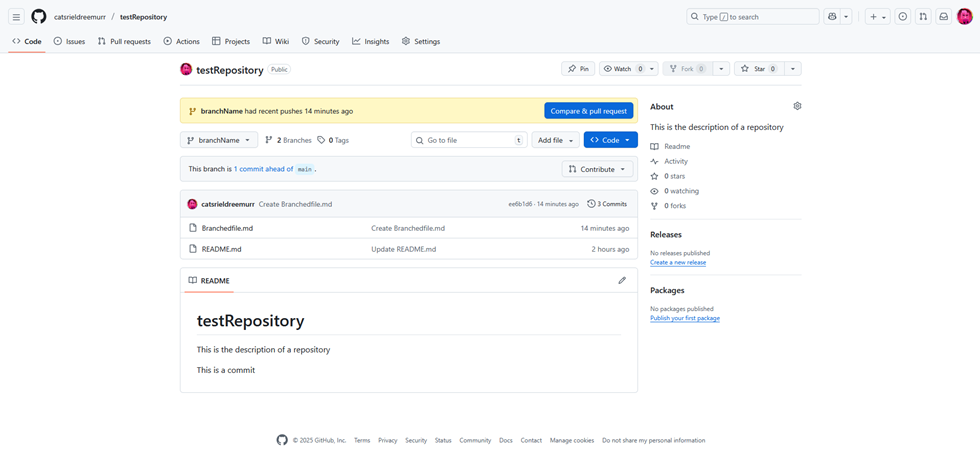 catsrieldreemurr / testRepository Type / to search
Code Issues Pull requests Actions Projects Wiki Security Insights Settings
testRepository Public Pin Watch 0 Fork 0 Star 0
branchName had recent pushes 14 minutes ago Compare & pull request
branchName 2 Branches 0 Tags Go to file t Add file Code
This branch is 1 commit ahead of main . Contribute
catsrieldreemurr Create Branchedfile.md ee6b1d6 · 14 minutes ago 3 Commits
Branchedfile.md Create Branchedfile.md 14 minutes ago
README.md Update README.md 2 hours ago
README
testRepository
This is the description of a repository
This is a commit
About
This is the description of a repository
Readme
Activity
0 stars
0 watching
0 forks
Releases
No releases published
Create a new release
Packages
No packages published
Publish your first package
© 2025 GitHub, Inc. Terms Privacy Security Status Community Docs Contact Manage cookies Do not share my personal information